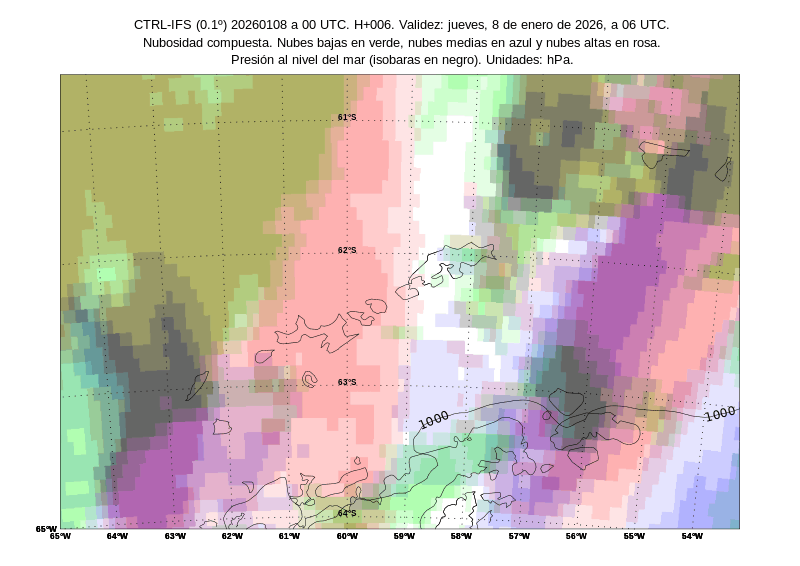 CTRL-IFS (0.1º) 20260108 a 00 UTC. H+006. Validez: jueves, 8 de enero de 2026, a 06 UTC.
Nubosidad compuesta. Nubes bajas en verde, nubes medias en azul y nubes altas en rosa.
Presión al nivel del mar (isobaras en negro). Unidades: hPa.
61°S
62°S
63°S
1000
1000
64°S
65°W
65°W 64°W 63°W 62°W 61°W 60°W 59°W 58°W 57°W 56°W 55°W 54°W